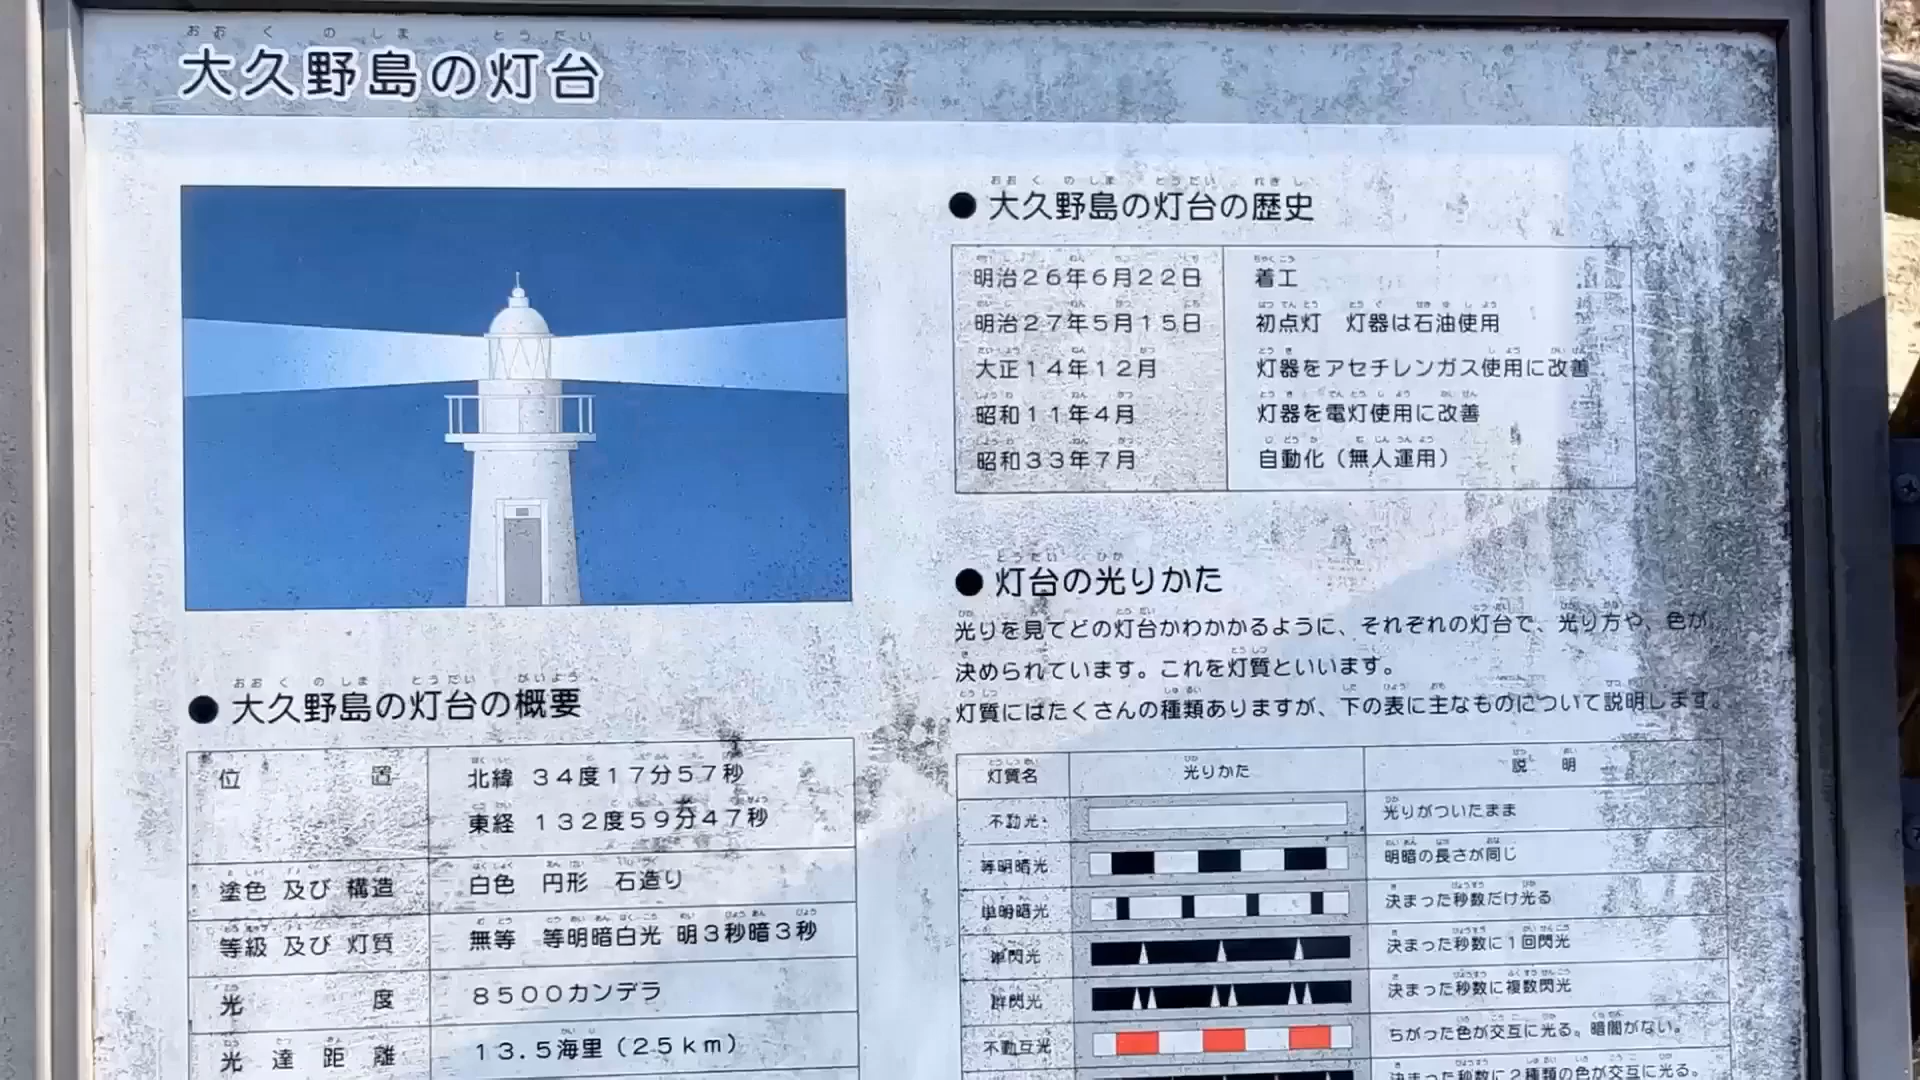 大久野島の灯台
● 大久野島の灯台の歴史
明治26年6月22日 着工
明治27年5月15日 初点灯 灯器は石油使用
大正14年12月 灯器をアセチレンガス使用に改善
昭和11年4月 灯器を電灯使用に改善
昭和33年7月 自動化(無人運用)
● 灯台の光りかた
光りを見てどの灯台かわかかるように、それぞれの灯台で、光り方や、色が
決められています。これを灯質といいます。
灯質にはたくさんの種類ありますが、下の表に主なものについて説明します。
灯質名 光りかた 説明
不動光 光りがついたまま
等明暗光 明暗の長さが同じ
単明暗光 決まった秒数だけ光る
単閃光 決まった秒数に1回閃光
群閃光 決まった秒数に複数閃光
不動互光 ちがった色が交互に光る。暗闇がない。
決まった秒数に2種類の色が交互に光る。
● 大久野島の灯台の概要
位置 北緯 34度17分57秒
東経 132度59分47秒
塗色 及び 構造 白色 円形 石造り
等級 及び 灯質 無等 等明暗白光 明3秒暗3秒
光度 8500カンデラ
光達距離 13.5海里(25km)